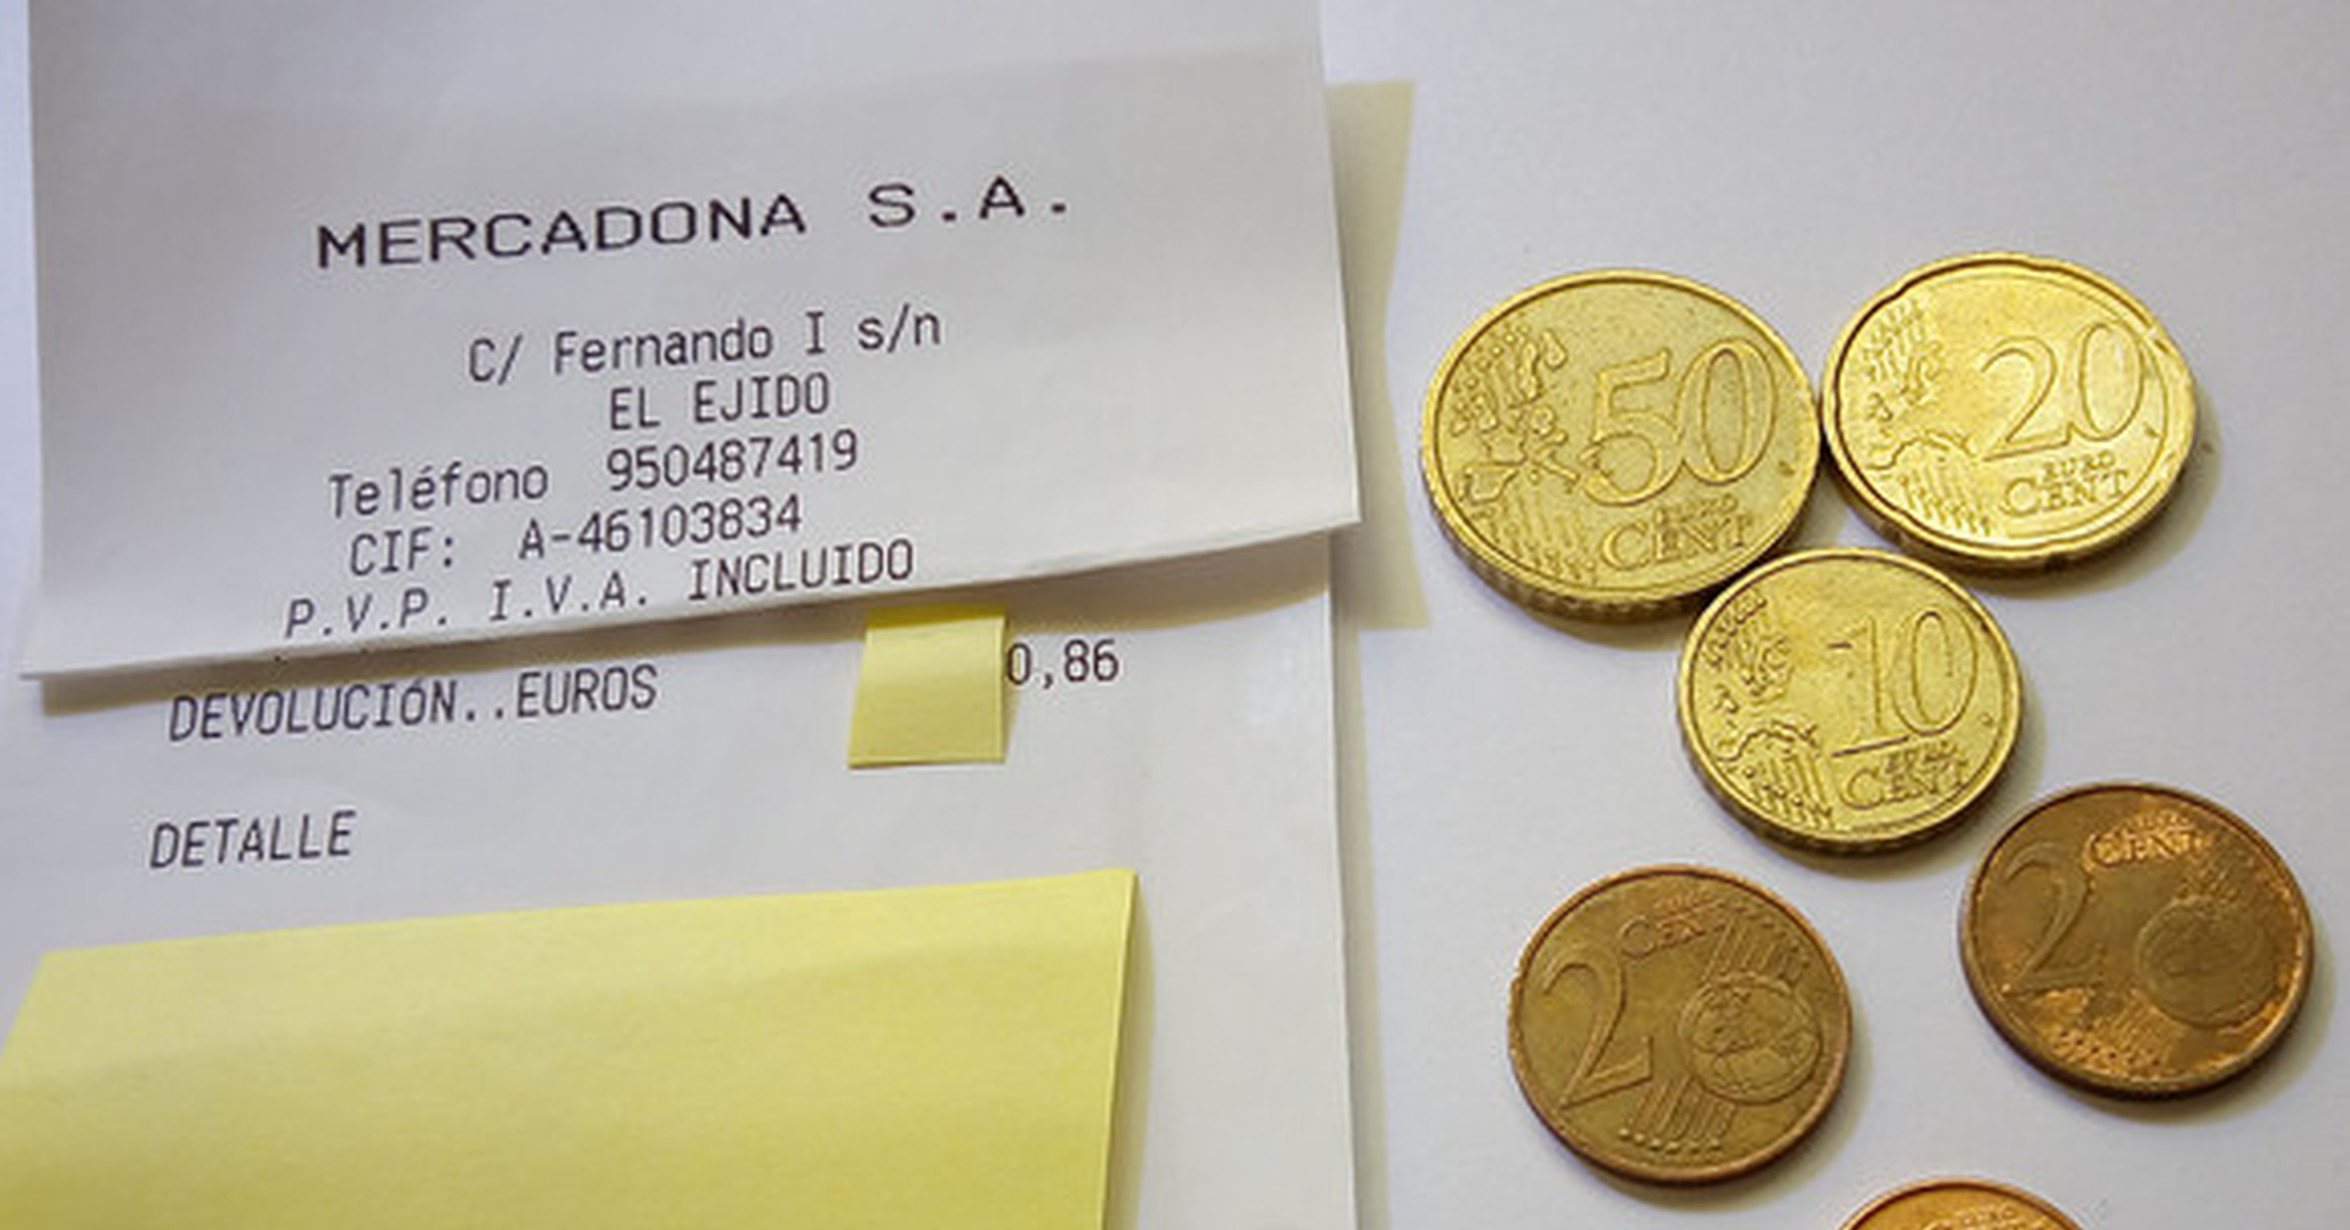 MERCADONA S.A.
C/ Fernando I s/n
EL EJIDO
Teléfono 950487419
CIF: A-46103834
P.V.P. I.V.A. INCLUIDO
DEVOLUCIÓN..EUROS 0,86
DETALLE
50
EURO
CENT
20
EURO
CENT
10
EURO
CENT
2 CENT
2 CENT